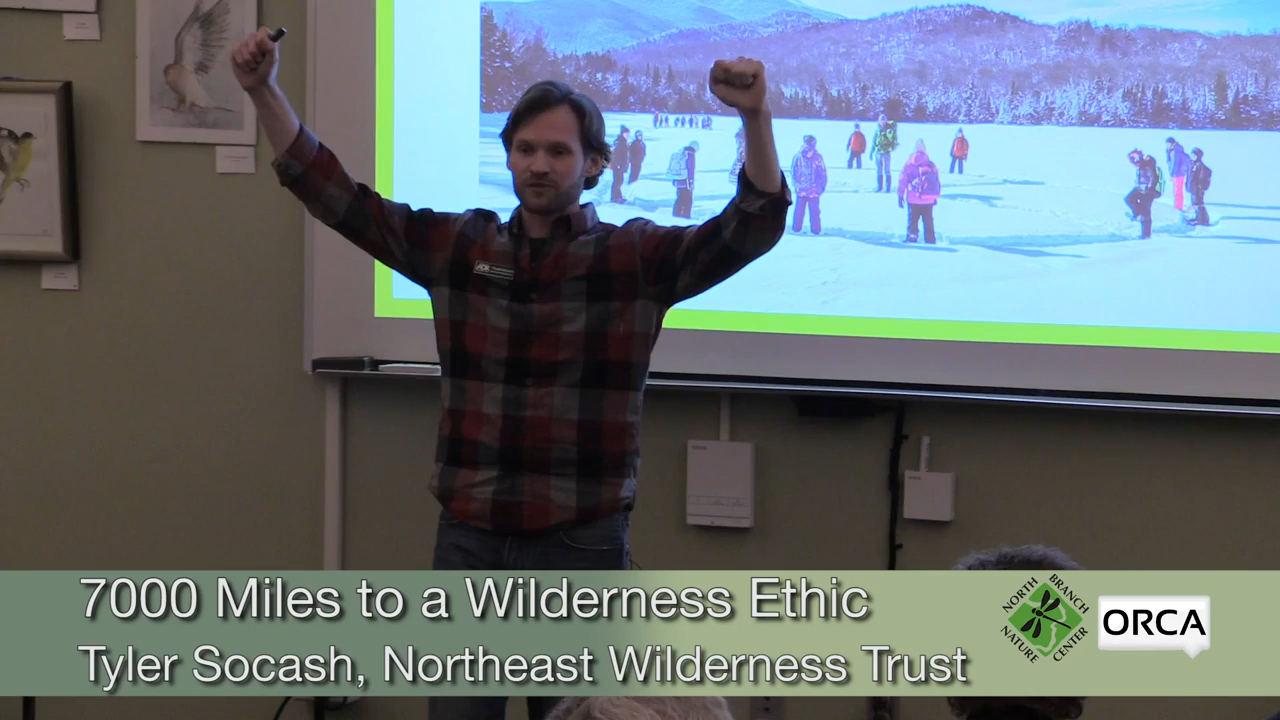 7000 Miles to a Wilderness Ethic
Tyler Socash, Northeast Wilderness Trust
NORTH BRANCH
NATURE CENTER
ORCA